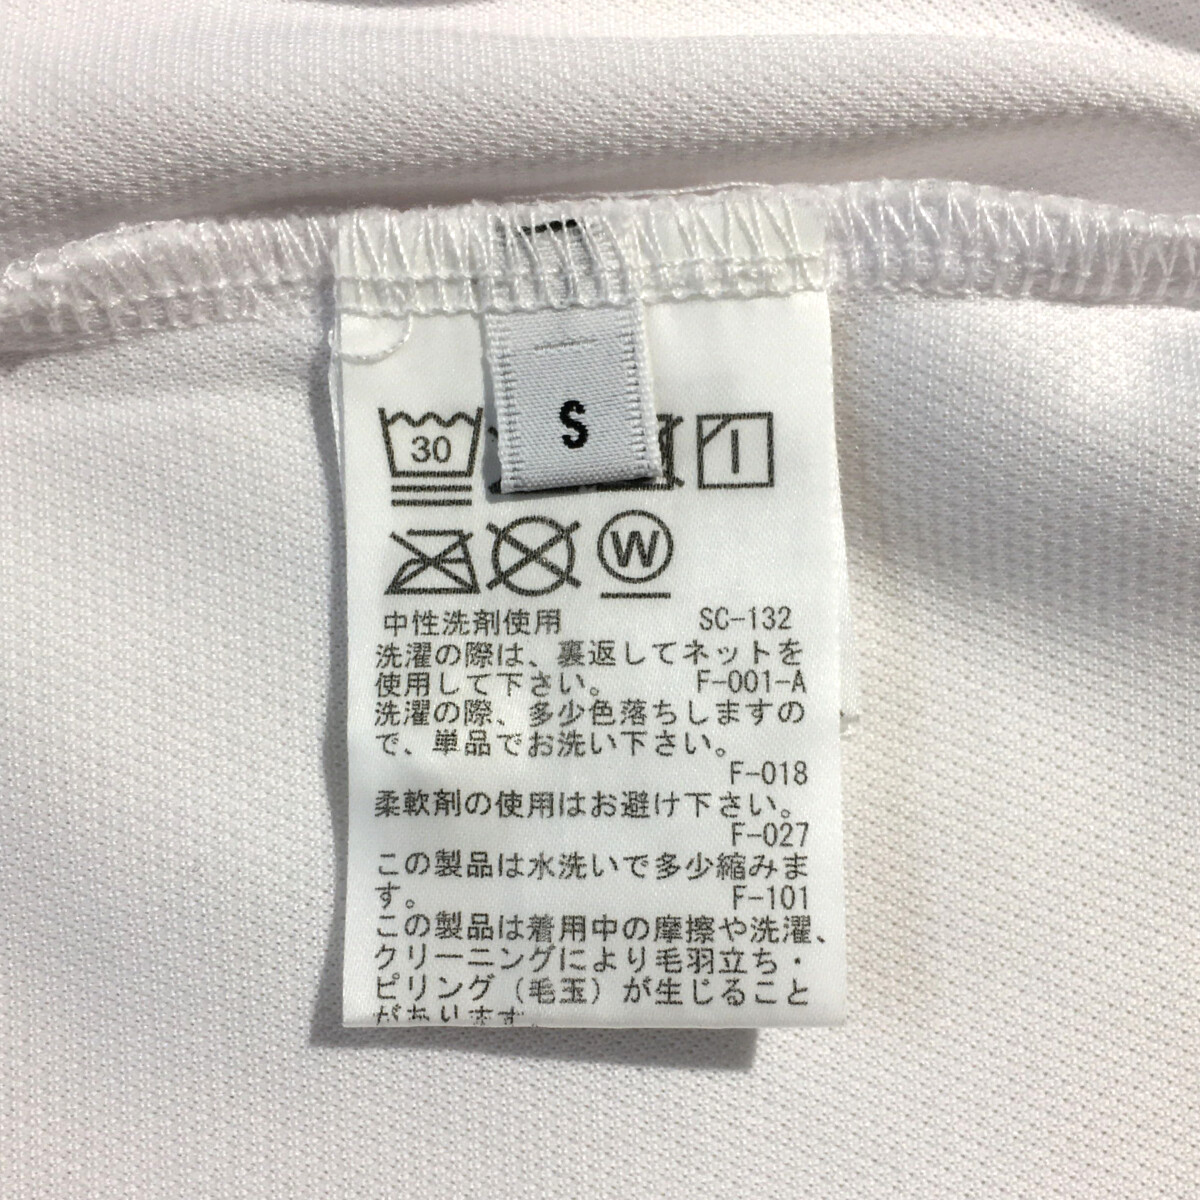 S
30
W
中性洗剤使用 SC-132
洗濯の際は、裏返してネットを
使用して下さい。 F-001-A
洗濯の際、多少色落ちしますの
で、単品でお洗い下さい。
F-018
柔軟剤の使用はお避け下さい。
F-027
この製品は水洗いで多少縮みま
す。 F-101
この製品は着用中の摩擦や洗濯、
クリーニングにより毛羽立ち・
ピリング(毛玉)が生じること
があります。